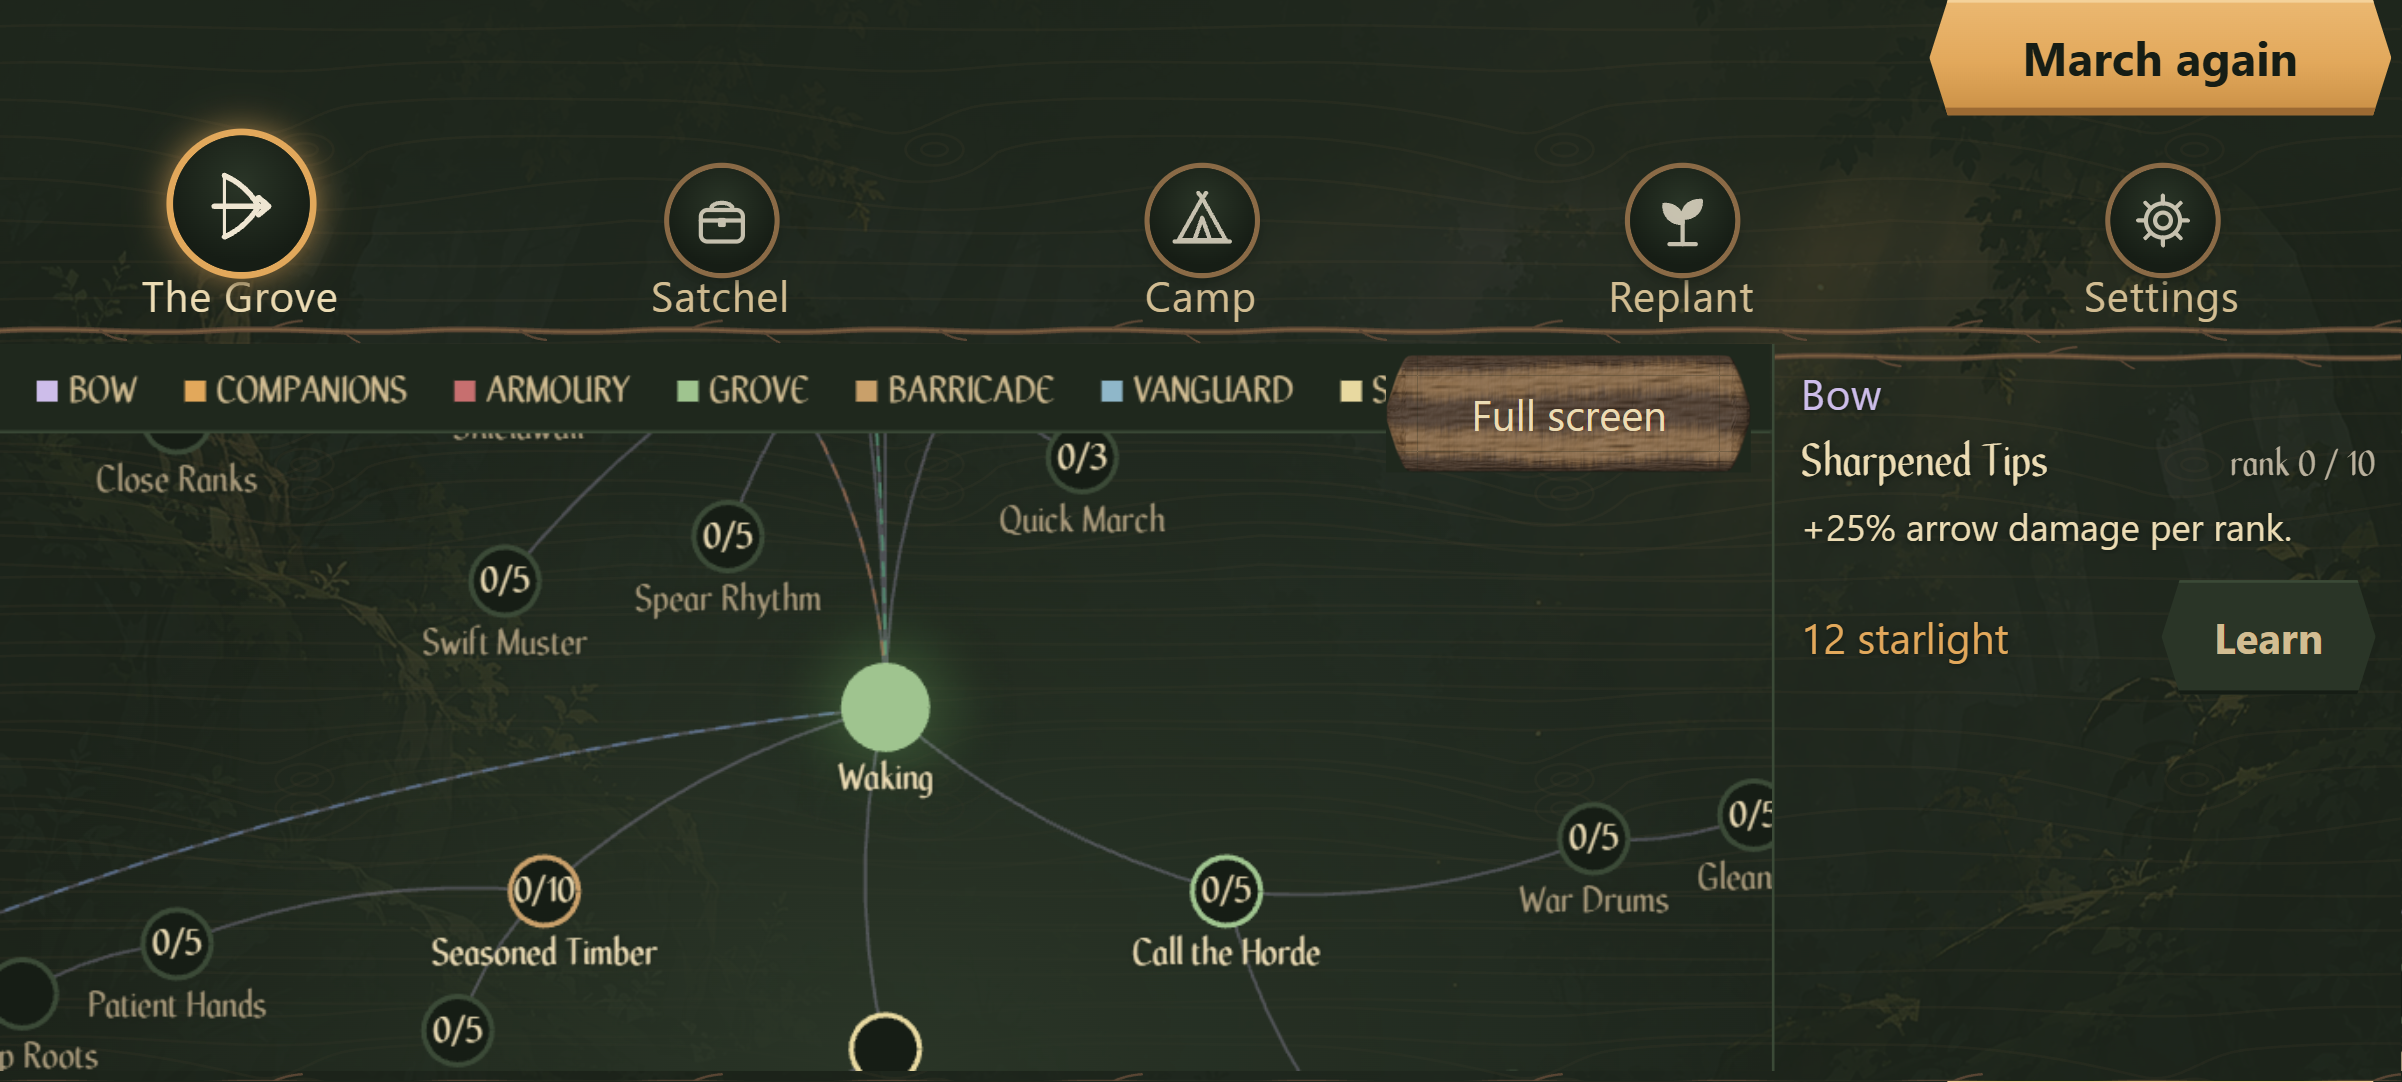 March again
The Grove
Satchel
Camp
Replant
Settings
BOW
COMPANIONS
ARMOURY
GROVE
BARRICADE
VANGUARD
S
Full screen
Bow
Sharpened Tips
rank 0 / 10
+25% arrow damage per rank.
12 starlight
Learn
Shieldwall
Close Ranks
0/3
Quick March
0/5
Spear Rhythm
0/5
Swift Muster
Waking
0/5
War Drums
0/5
Glean
0/10
Seasoned Timber
0/5
Call the Horde
0/5
Patient Hands
0/5
p Roots